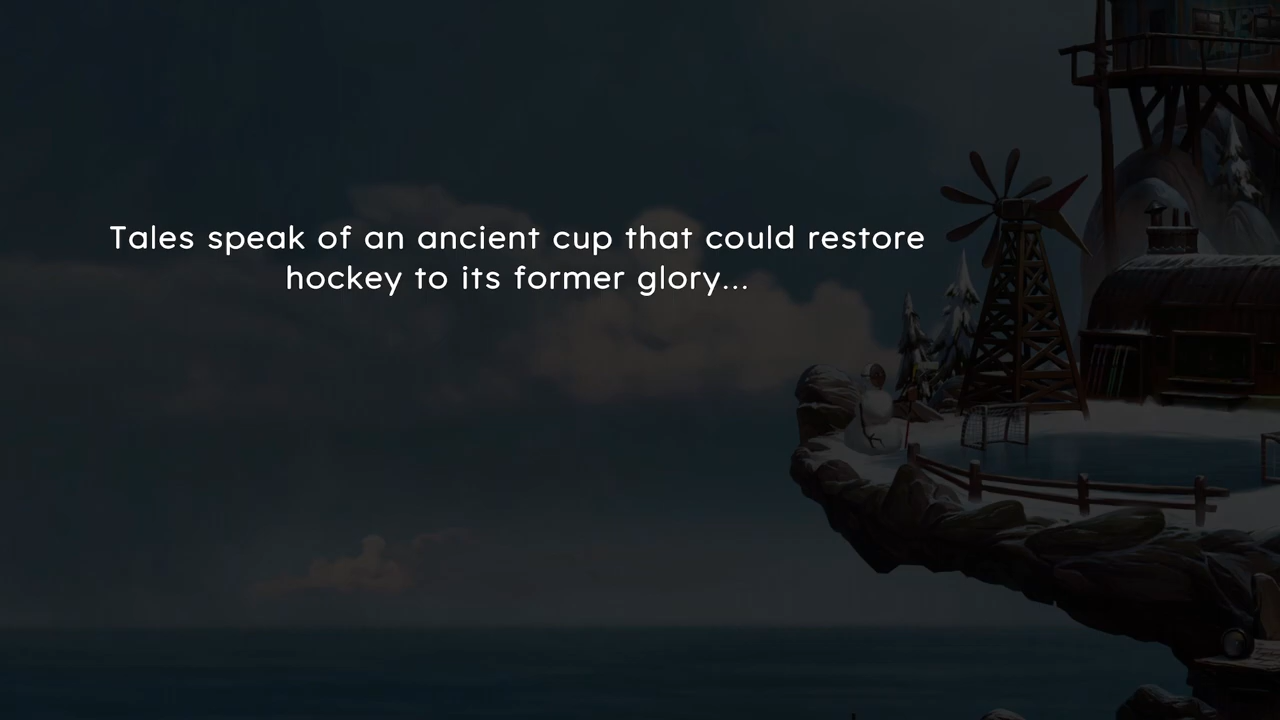 Tales speak of an ancient cup that could restore
hockey to its former glory...